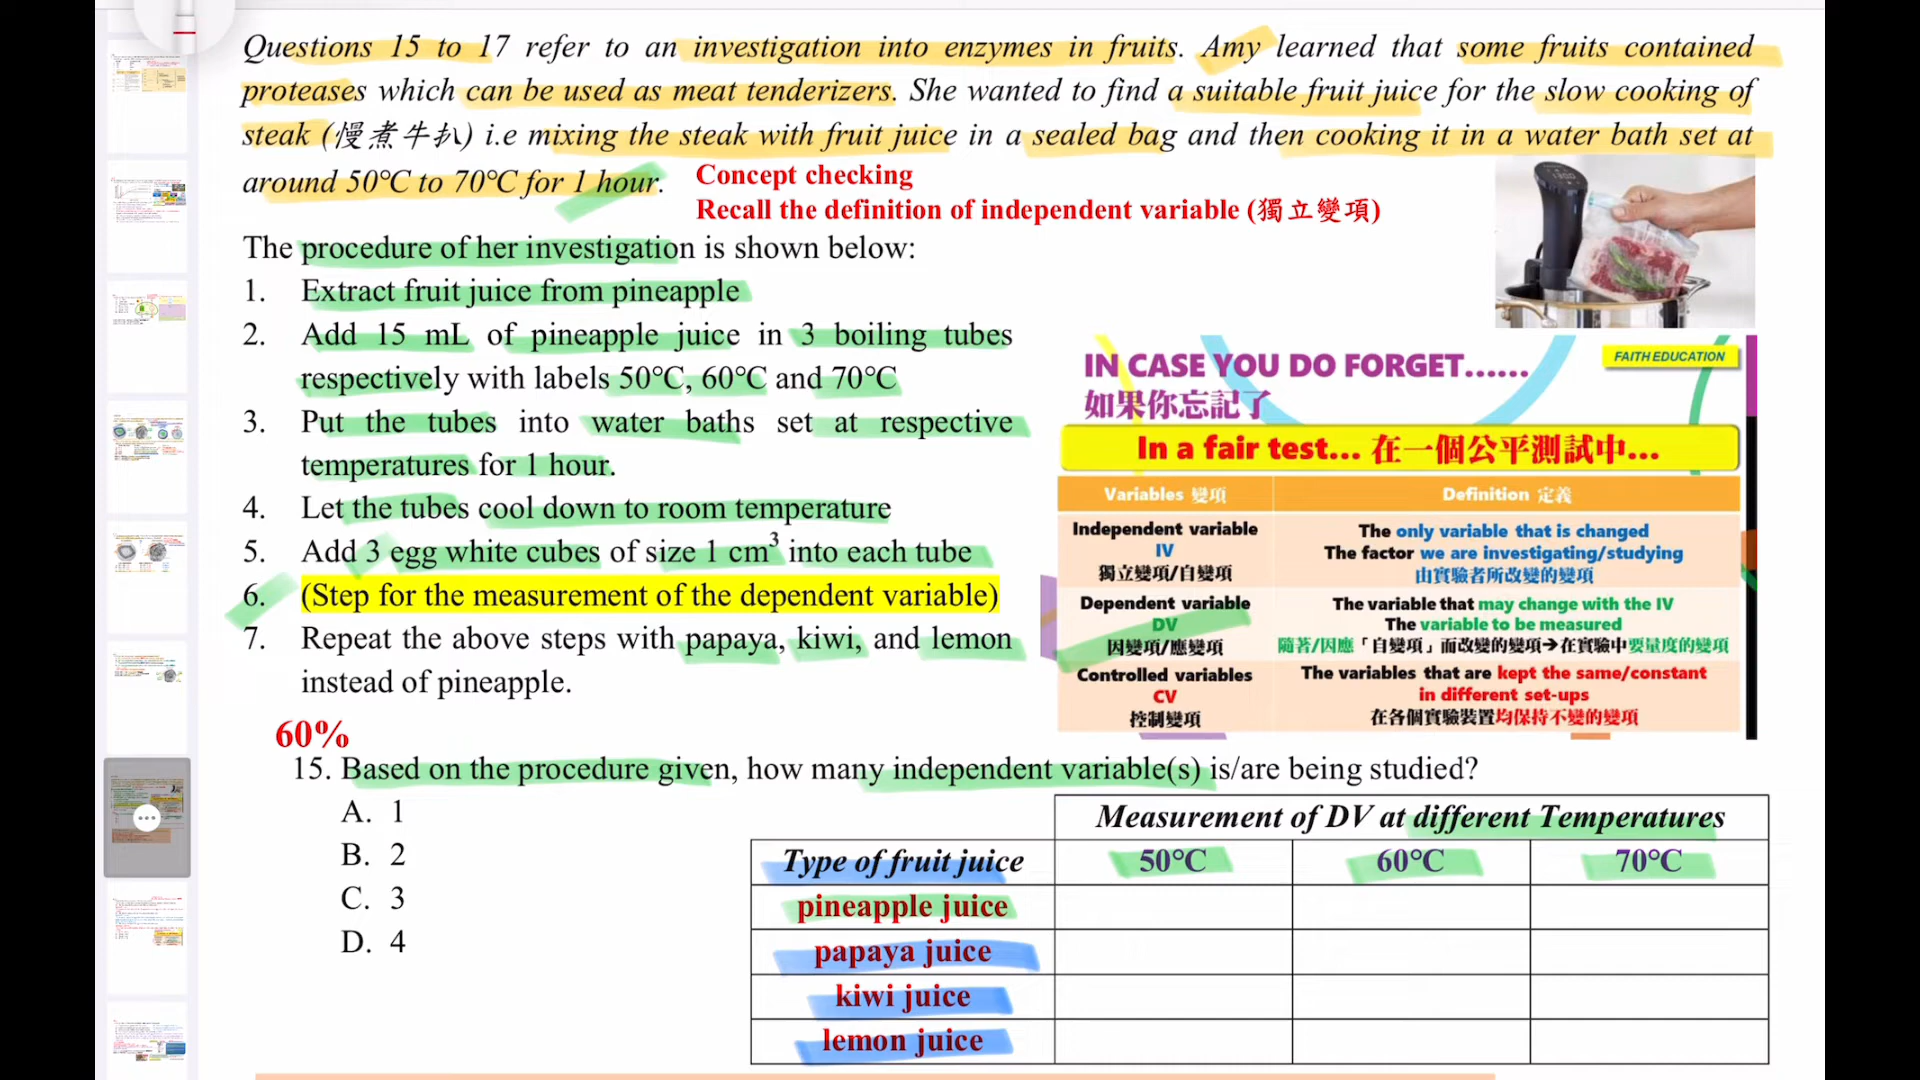 Questions 15 to 17 refer to an investigation into enzymes in fruits. Amy learned that some fruits contained
proteases which can be used as meat tenderizers. She wanted to find a suitable fruit juice for the slow cooking of
steak (慢煮牛扒) i.e mixing the steak with fruit juice in a sealed bag and then cooking it in a water bath set at
around 50°C to 70°C for 1 hour.
Concept checking
Recall the definition of independent variable (獨立變項)
The procedure of her investigation is shown below:
1. Extract fruit juice from pineapple
2. Add 15 mL of pineapple juice in 3 boiling tubes
respectively with labels 50°C, 60°C and 70°C
3. Put the tubes into water baths set at respective
temperatures for 1 hour.
4. Let the tubes cool down to room temperature
5. Add 3 egg white cubes of size 1 cm³ into each tube
6. (Step for the measurement of the dependent variable)
7. Repeat the above steps with papaya, kiwi, and lemon
instead of pineapple.
IN CASE YOU DO FORGET......
FAITH EDUCATION
如果你忘記了
In a fair test... 在一個公平測試中...
Variables 變項 Definition 定義
Independent variable
IV
獨立變項/自變項
The only variable that is changed
The factor we are investigating/studying
由實驗者所改變的變項
Dependent variable
DV
因變項/應變項
The variable that may change with the IV
The variable to be measured
隨著/因應「自變項」而改變的變項→在實驗中要量度的變項
Controlled variables
CV
控制變項
The variables that are kept the same/constant
in different set-ups
在各個實驗裝置均保持不變的變項
60%
15. Based on the procedure given, how many independent variable(s) is/are being studied?
A. 1
B. 2
C. 3
D. 4
Measurement of DV at different Temperatures
Type of fruit juice 50°C 60°C 70°C
pineapple juice
papaya juice
kiwi juice
lemon juice